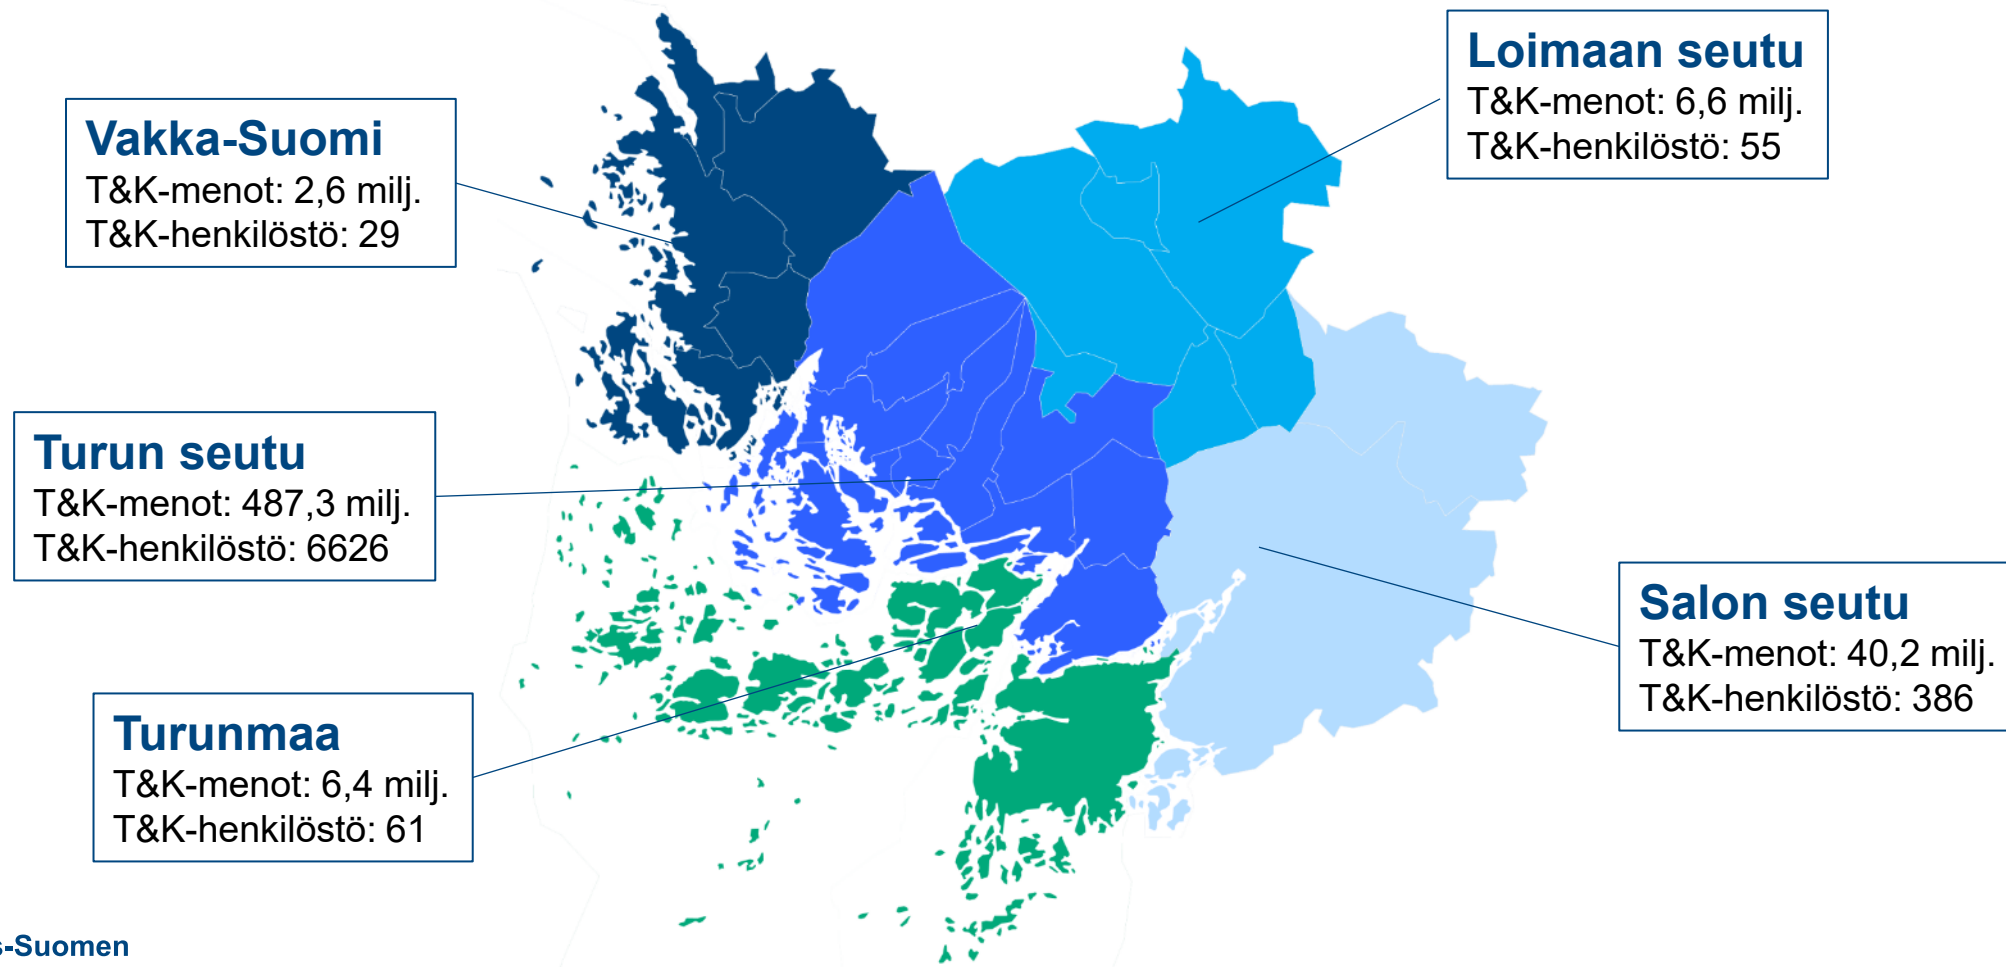 Loimaan seutu
T&K-menot: 6,6 milj.
T&K-henkilöstö: 55
Vakka-Suomi
T&K-menot: 2,6 milj.
T&K-henkilöstö: 29
Turun seutu
T&K-menot: 487,3 milj.
T&K-henkilöstö: 6626
Salon seutu
T&K-menot: 40,2 milj.
T&K-henkilöstö: 386
Turunmaa
T&K-menot: 6,4 milj.
T&K-henkilöstö: 61
s-Suomen